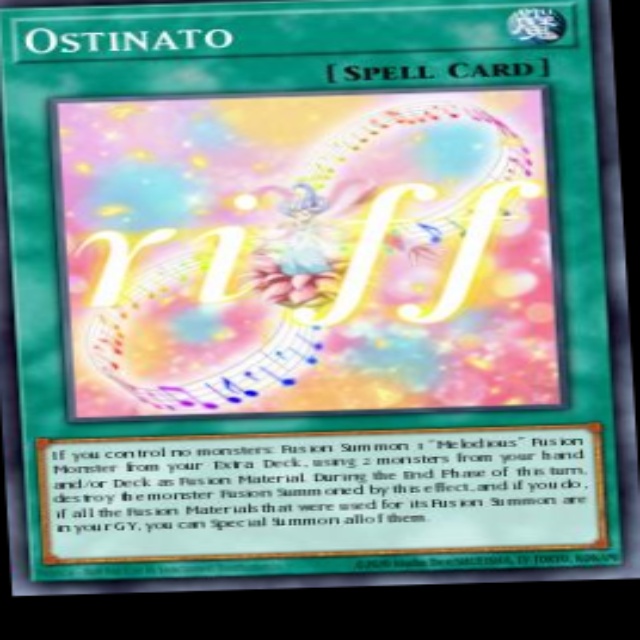 OSTINATO
[SPELL CARD]
riff
If you control no monsters: Fusion Summon 1 "Melodious" Fusion
Monster from your Extra Deck, using 2 monsters from your hand
and/or Deck as Fusion Material. During the End Phase of this turn,
destroy the monster Fusion Summoned by this effect, and if you do,
if all the Fusion Materials that were used for its Fusion Summon are
in your GY, you can Special Summon all of them.